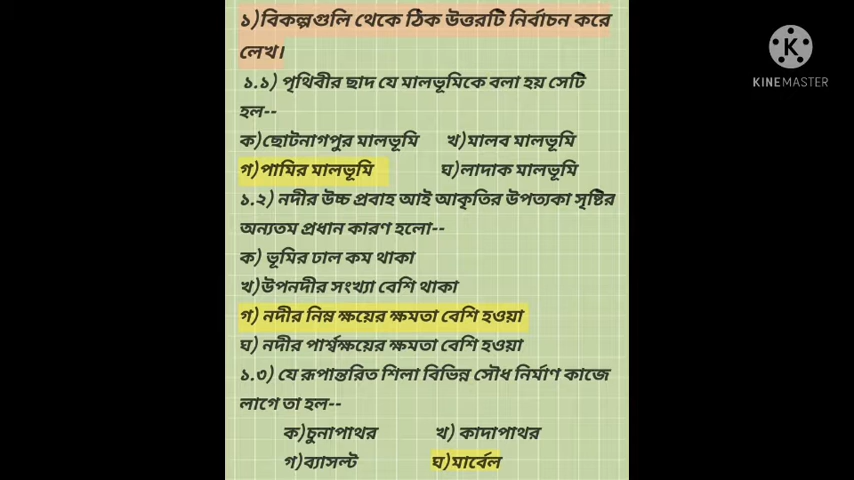 ১)বিকল্পগুলি থেকে ঠিক উত্তরটি নির্বাচন করে
লেখ।
১.১) পৃথিবীর ছাদ যে মালভূমিকে বলা হয় সেটি
হল--
ক)ছোটনাগপুর মালভূমি খ)মালব মালভূমি
গ)পামির মালভূমি ঘ)লাদাক মালভূমি
১.২) নদীর উচ্চ প্রবাহ আই আকৃতির উপত্যকা সৃষ্টির
অন্যতম প্রধান কারণ হলো--
ক) ভূমির ঢাল কম থাকা
খ)উপনদীর সংখ্যা বেশি থাকা
গ) নদীর নিম্ন ক্ষয়ের ক্ষমতা বেশি হওয়া
ঘ) নদীর পার্শ্বক্ষয়ের ক্ষমতা বেশি হওয়া
১.৩) যে রূপান্তরিত শিলা বিভিন্ন সৌধ নির্মাণ কাজে
লাগে তা হল--
ক)চুনাপাথর খ) কাদাপাথর
গ)ব্যাসল্ট ঘ)মার্বেল
K
KINEMASTER